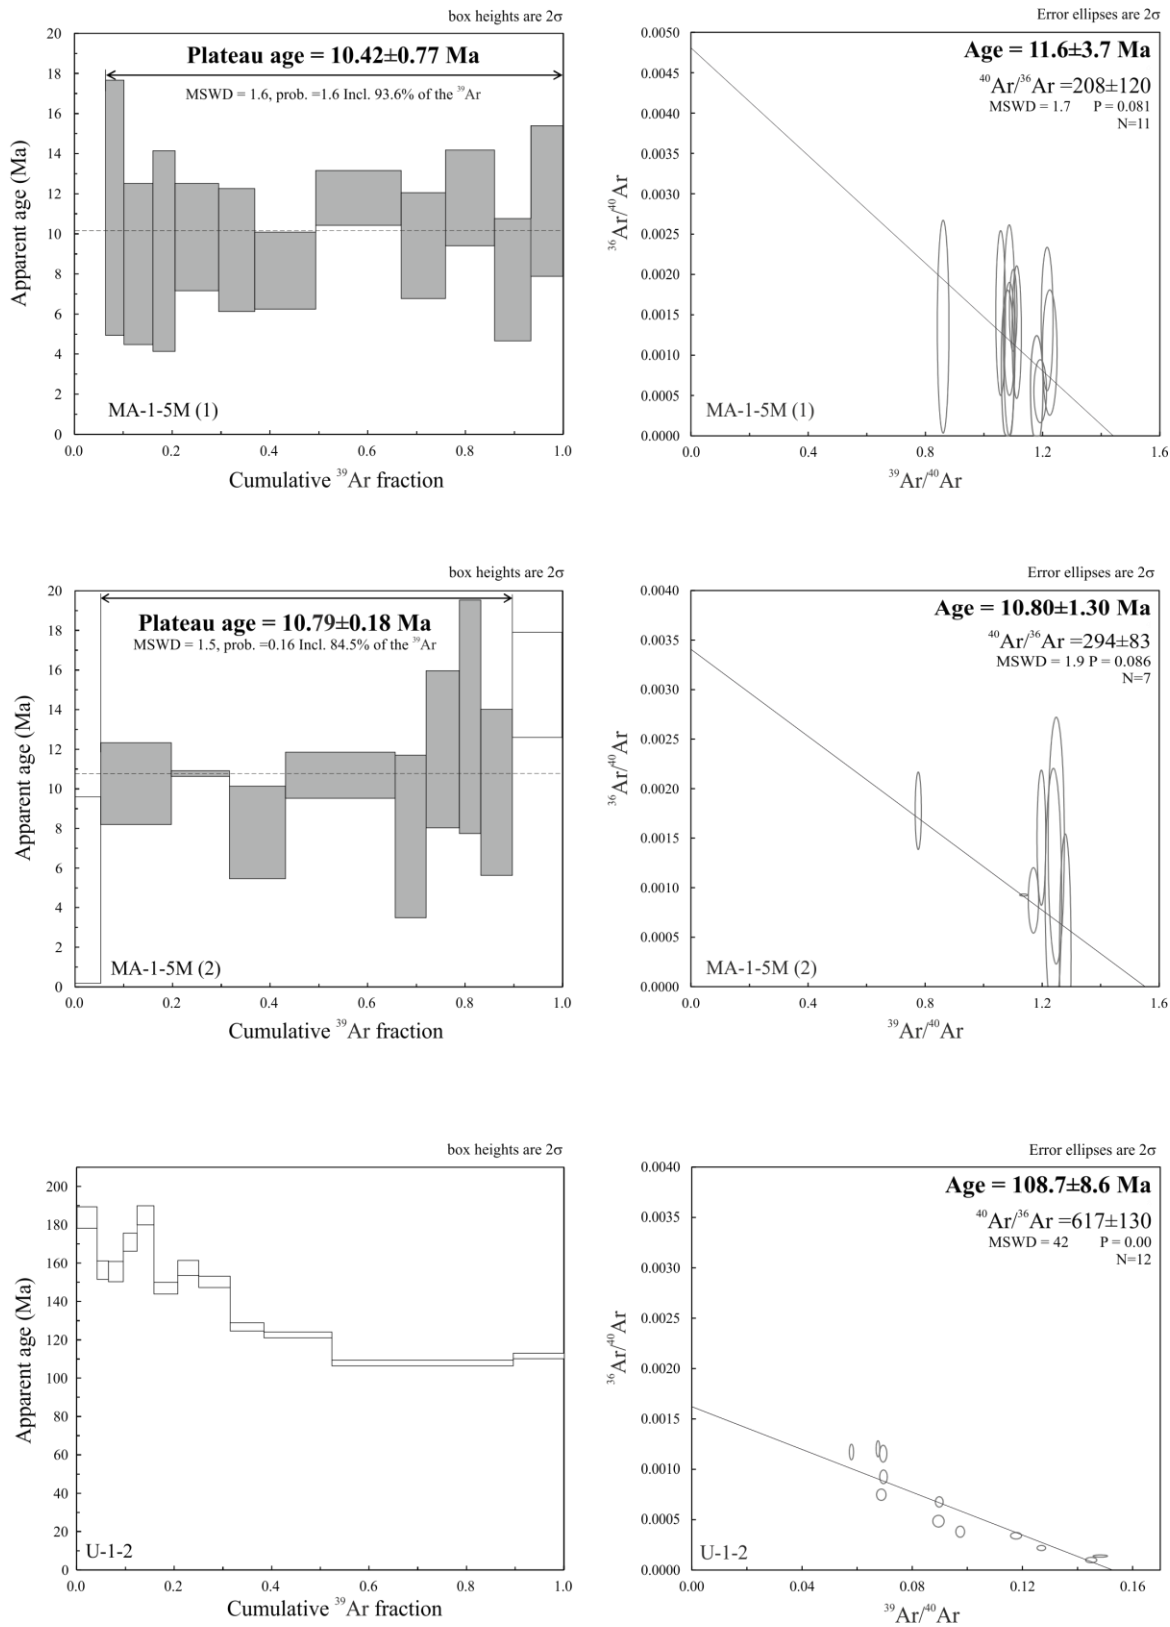 box heights are 2σ
Plateau age = 10.42±0.77 Ma
MSWD = 1.6, prob. =1.6 Incl. 93.6% of the ³⁹Ar
20
18
16
14
12
10
8
6
4
2
0
Apparent age (Ma)
MA-1-5M (1)
0.0 0.2 0.4 0.6 0.8 1.0
Cumulative ³⁹Ar fraction
Error ellipses are 2σ
Age = 11.6±3.7 Ma
⁴⁰Ar/³⁶Ar =208±120
MSWD = 1.7 P = 0.081
N=11
0.0050
0.0045
0.0040
0.0035
0.0030
0.0025
0.0020
0.0015
0.0010
0.0005
0.0000
³⁶Ar/⁴⁰Ar
MA-1-5M (1)
0.0 0.4 0.8 1.2 1.6
³⁹Ar/⁴⁰Ar
box heights are 2σ
Plateau age = 10.79±0.18 Ma
MSWD = 1.5, prob. =0.16 Incl. 84.5% of the ³⁹Ar
20
18
16
14
12
10
8
6
4
2
0
Apparent age (Ma)
MA-1-5M (2)
0.0 0.2 0.4 0.6 0.8 1.0
Cumulative ³⁹Ar fraction
Error ellipses are 2σ
Age = 10.80±1.30 Ma
⁴⁰Ar/³⁶Ar =294±83
MSWD = 1.9 P = 0.086
N=7
0.0040
0.0035
0.0030
0.0025
0.0020
0.0015
0.0010
0.0005
0.0000
³⁶Ar/⁴⁰Ar
MA-1-5M (2)
0.0 0.4 0.8 1.2 1.6
³⁹Ar/⁴⁰Ar
box heights are 2σ
200
180
160
140
120
100
80
60
40
20
0
Apparent age (Ma)
U-1-2
0.0 0.2 0.4 0.6 0.8 1.0
Cumulative ³⁹Ar fraction
Error ellipses are 2σ
Age = 108.7±8.6 Ma
⁴⁰Ar/³⁶Ar =617±130
MSWD = 42 P = 0.00
N=12
0.0040
0.0035
0.0030
0.0025
0.0020
0.0015
0.0010
0.0005
0.0000
³⁶Ar/⁴⁰Ar
U-1-2
0.00 0.04 0.08 0.12 0.16
³⁹Ar/⁴⁰Ar